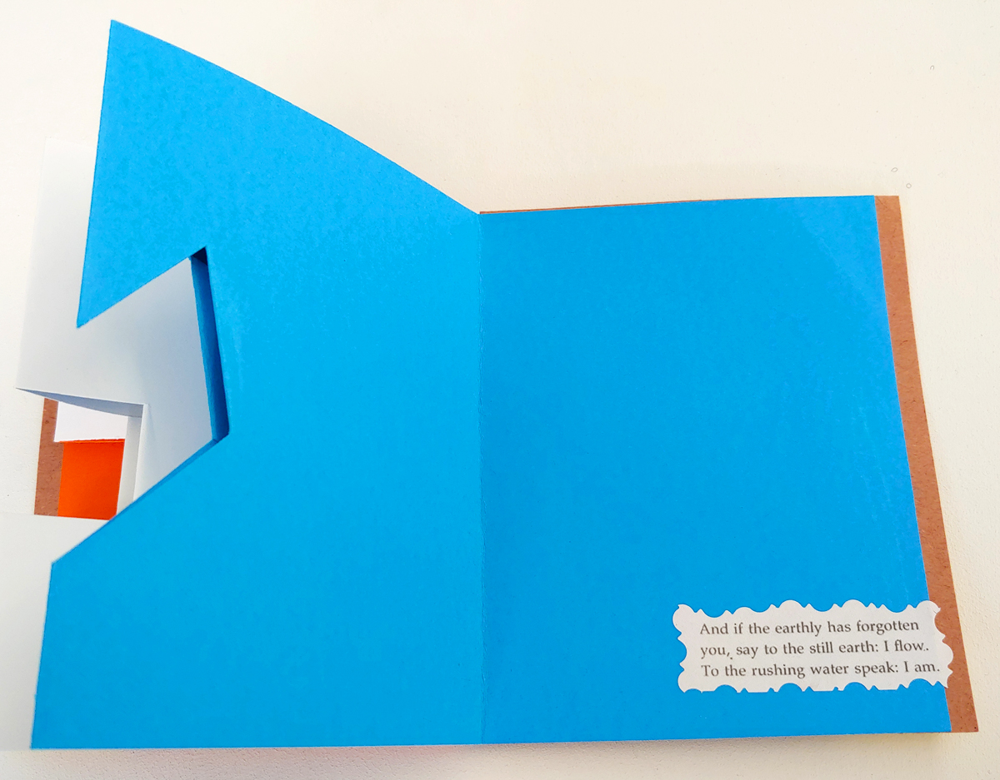 And if the earthly has forgotten
you, say to the still earth: I flow.
To the rushing water speak: I am.